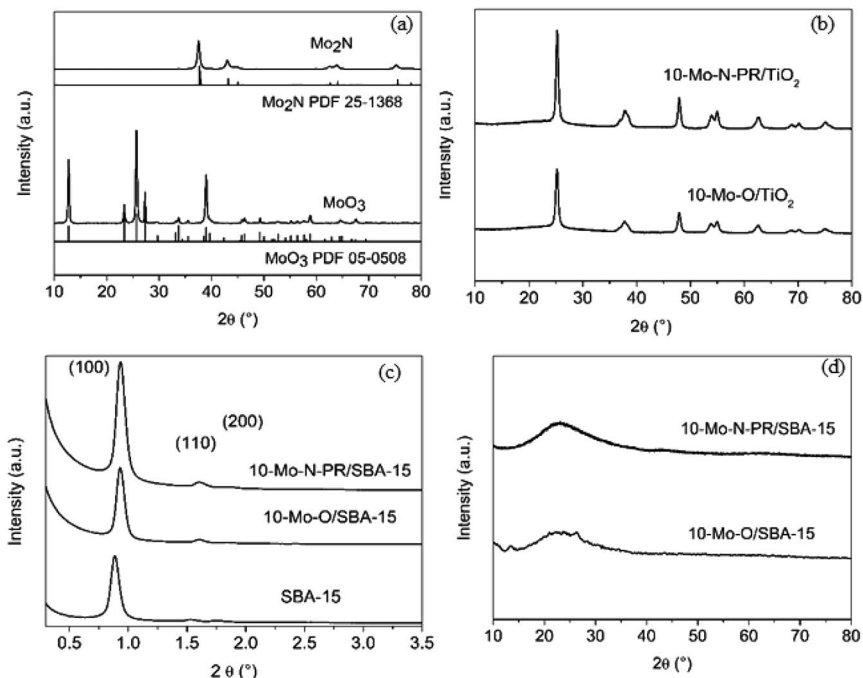 (a)
Mo₂N
Mo₂N PDF 25-1368
MoO₃
MoO₃ PDF 05-0508
Intensity (a.u.)
10 20 30 40 50 60 70 80
2θ (°)
(b)
10-Mo-N-PR/TiO₂
10-Mo-O/TiO₂
Intensity (a.u.)
10 20 30 40 50 60 70 80
2θ (°)
(c)
(100)
(110)
(200)
10-Mo-N-PR/SBA-15
10-Mo-O/SBA-15
SBA-15
Intensity (a.u.)
0.5 1.0 1.5 2.0 2.5 3.0 3.5
2 θ (°)
(d)
10-Mo-N-PR/SBA-15
10-Mo-O/SBA-15
Intensity (a.u.)
10 20 30 40 50 60 70 80
2θ (°)